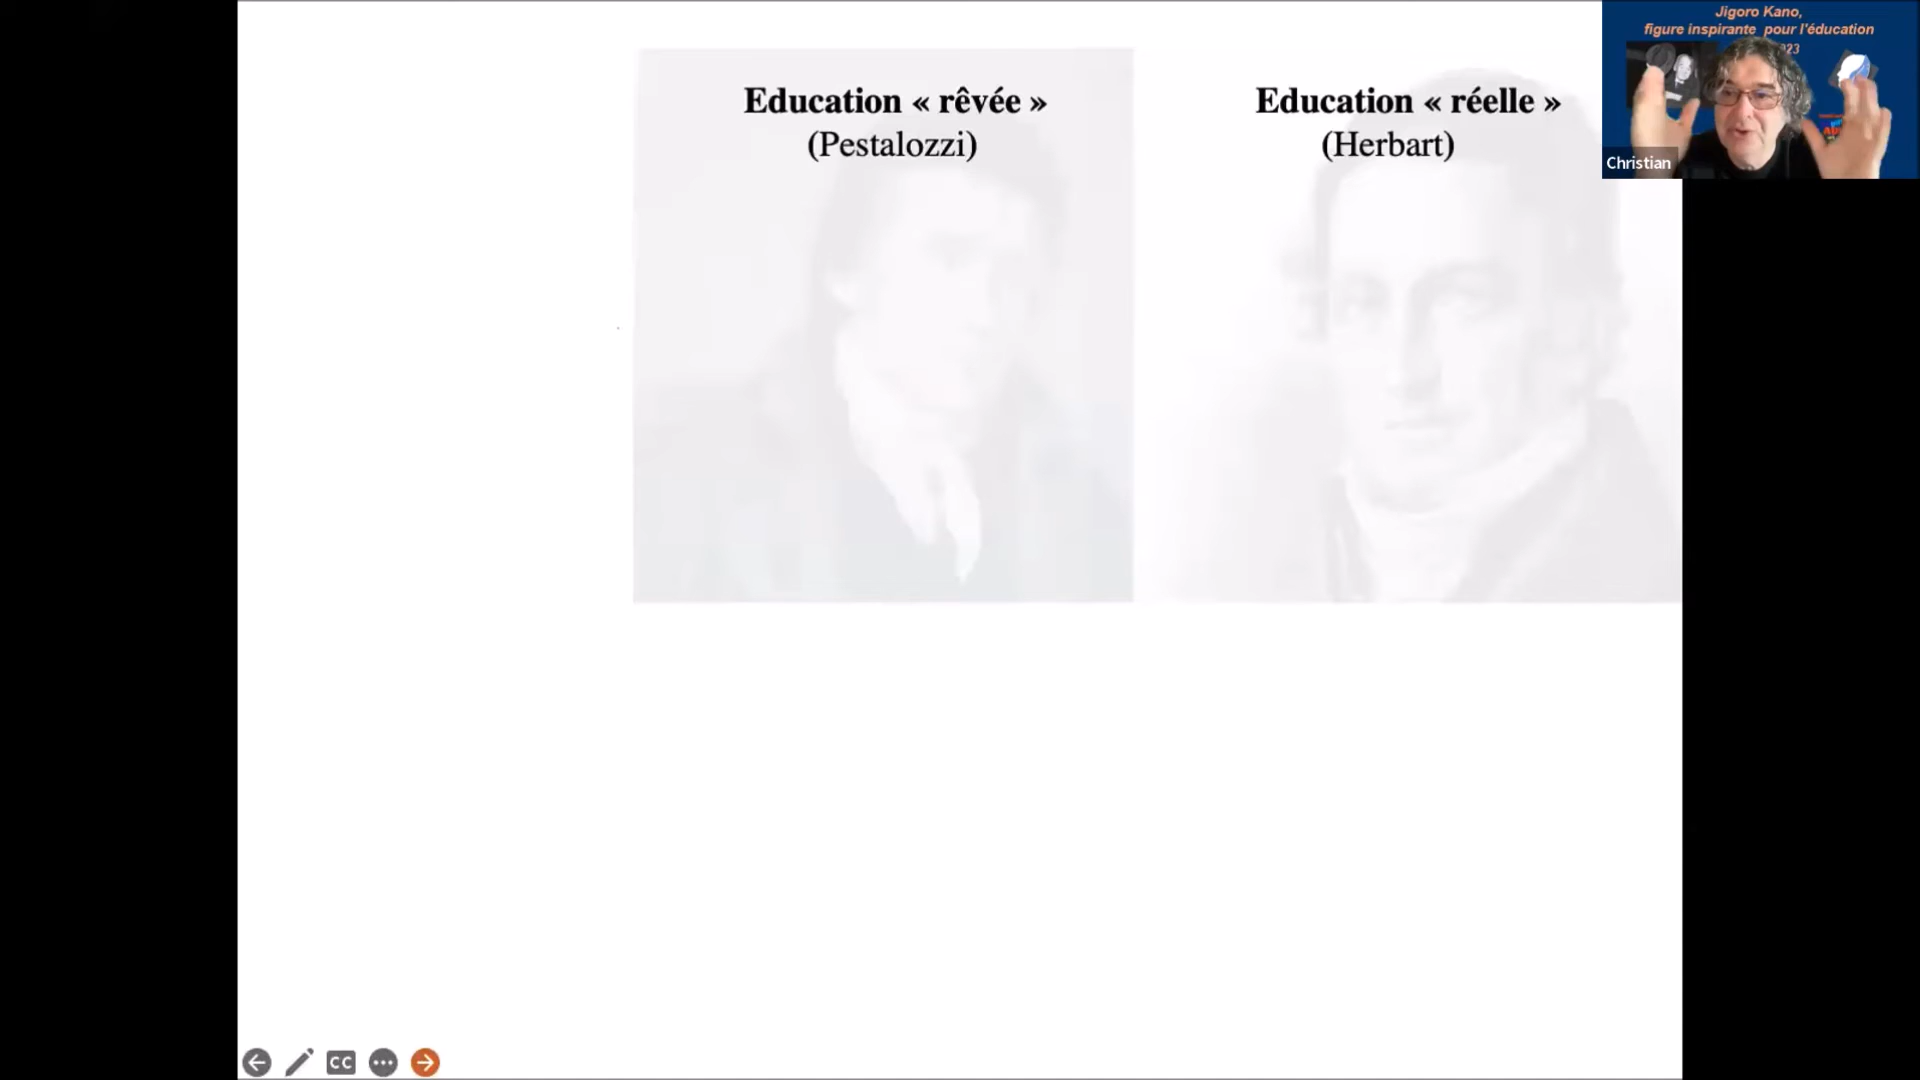 Education « rêvée »
(Pestalozzi)
Education « réelle »
(Herbart)
Jigoro Kano,
figure inspirante pour l'éducation
Christian
CC